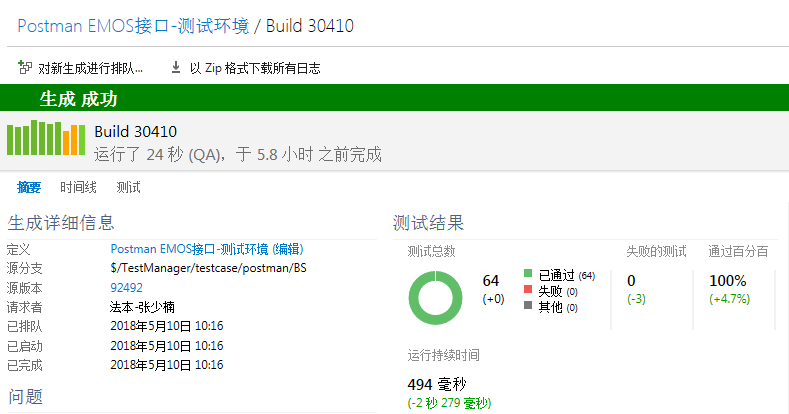 Postman EMOS接口-测试环境 / Build 30410
对新生成进行排队... 以 Zip 格式下载所有日志
生成 成功
Build 30410
运行了 24 秒 (QA)，于 5.8 小时 之前完成
摘要 时间线 测试
生成详细信息
定义 Postman EMOS接口-测试环境 (编辑)
源分支 $/TestManager/testcase/postman/BS
源版本 92492
请求者 法本-张少楠
已排队 2018年5月10日 10:16
已启动 2018年5月10日 10:16
已完成 2018年5月10日 10:16
问题
测试结果
测试总数
64
(+0)
已通过 (64)
失败 (0)
其他 (0)
失败的测试
0
(-3)
通过百分百
100%
(+4.7%)
运行持续时间
494 毫秒
(-2 秒 279 毫秒)